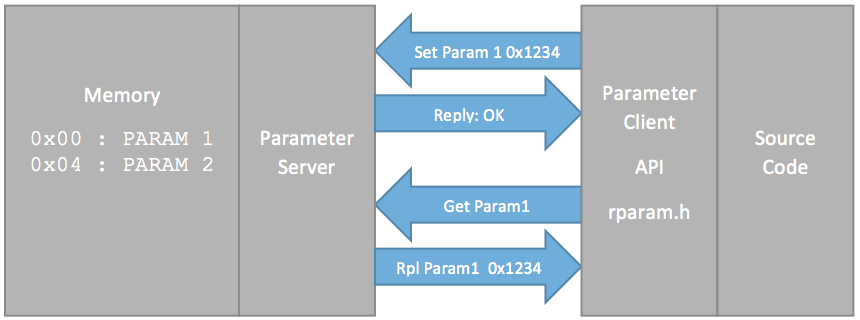 Memory
0x00 : PARAM 1
0x04 : PARAM 2
Parameter
Server
Set Param 1 0x1234
Reply: OK
Get Param1
Rpl Param1 0x1234
Parameter
Client
API
rparam.h
Source
Code